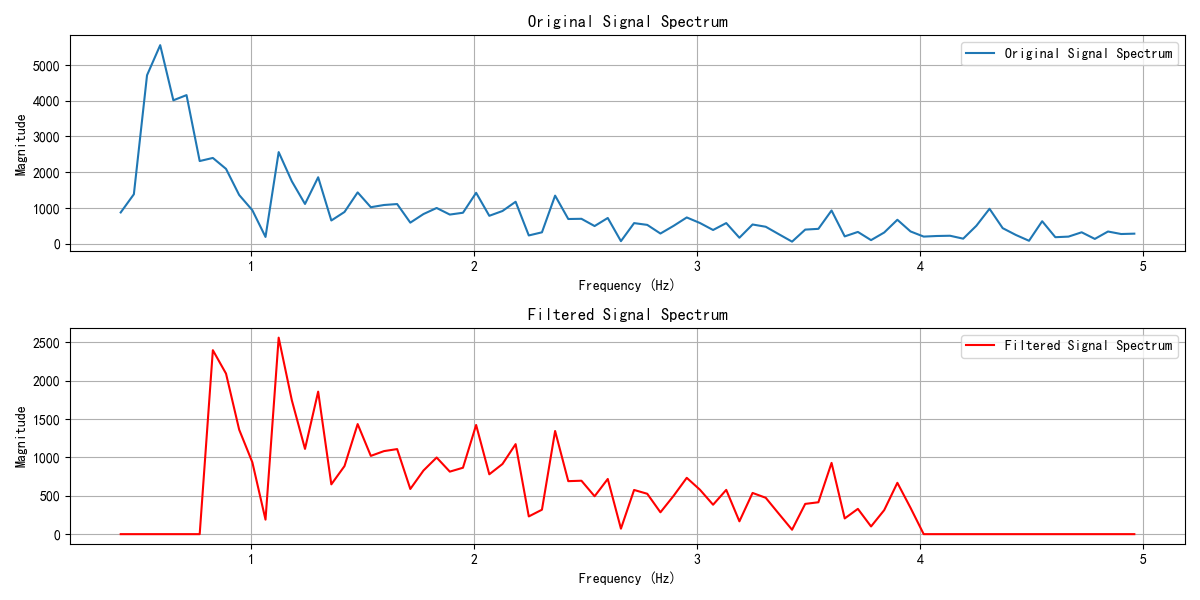 Original Signal Spectrum
Original Signal Spectrum
5000
4000
3000
2000
1000
0
Magnitude
1 2 3 4 5
Frequency (Hz)
Filtered Signal Spectrum
Filtered Signal Spectrum
2500
2000
1500
1000
500
0
Magnitude
1 2 3 4 5
Frequency (Hz)